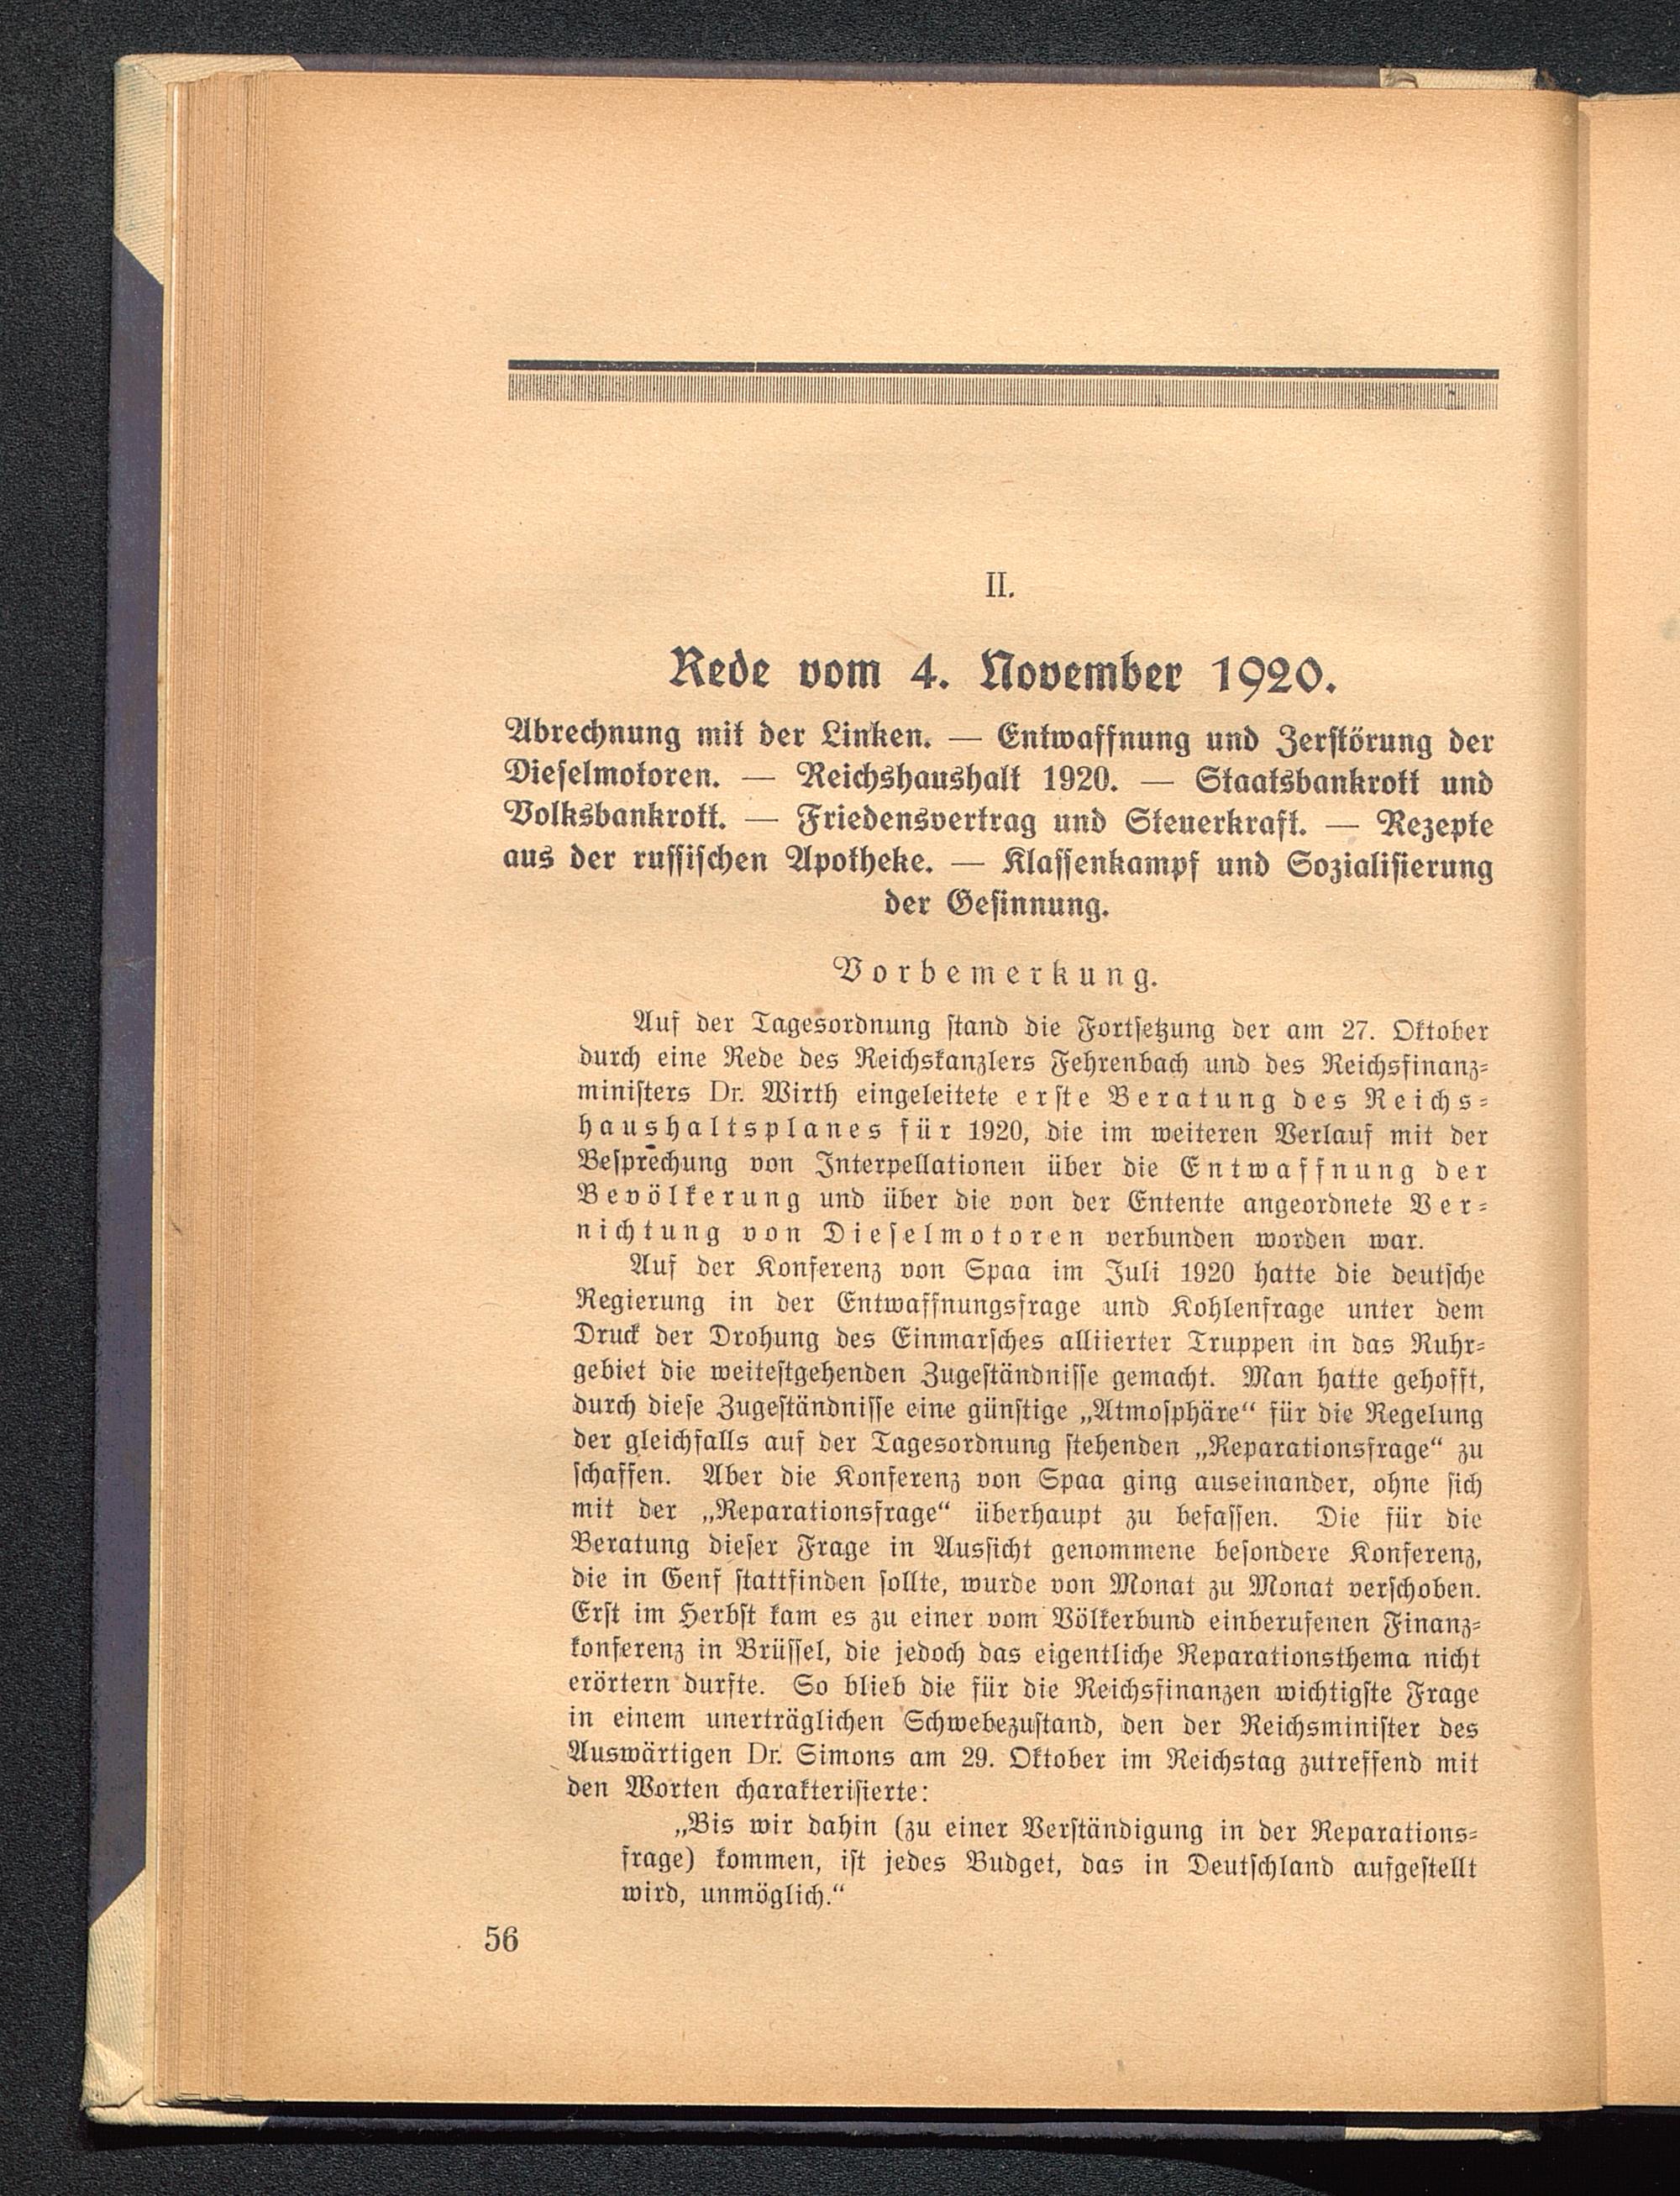 II.
Rede vom 4. November 1920.
Abrechnung mit der Linken. — Entwaffnung und Zerstörung der
Dieselmotoren. — Reichshaushalt 1920. — Staatsbankrott und
Volksbankrott. — Friedensvertrag und Steuerkraft. — Rezepte
aus der russischen Apotheke. — Klassenkampf und Sozialisierung
der Gesinnung.
Vorbemerkung.
Auf der Tagesordnung stand die Fortsetzung der am 27. Oktober
durch eine Rede des Reichskanzlers Fehrenbach und des Reichsfinanz-
ministers Dr. Wirth eingeleitete erste Beratung des Reichs-
haushaltsplanes für 1920, die im weiteren Verlauf mit der
Besprechung von Interpellationen über die Entwaffnung der
Bevölkerung und über die von der Entente angeordnete Ver-
nichtung von Dieselmotoren verbunden worden war.
Auf der Konferenz von Spaa im Juli 1920 hatte die deutsche
Regierung in der Entwaffnungsfrage und Kohlenfrage unter dem
Druck der Drohung des Einmarsches alliierter Truppen in das Ruhr-
gebiet die weitestgehenden Zugeständnisse gemacht. Man hatte gehofft,
durch diese Zugeständnisse eine günstige „Atmosphäre“ für die Regelung
der gleichfalls auf der Tagesordnung stehenden „Reparationsfrage“ zu
schaffen. Aber die Konferenz von Spaa ging auseinander, ohne sich
mit der „Reparationsfrage“ überhaupt zu befassen. Die für die
Beratung dieser Frage in Aussicht genommene besondere Konferenz,
die in Genf stattfinden sollte, wurde von Monat zu Monat verschoben.
Erst im Herbst kam es zu einer vom Völkerbund einberufenen Finanz-
konferenz in Brüssel, die jedoch das eigentliche Reparationsthema nicht
erörtern durfte. So blieb die für die Reichsfinanzen wichtigste Frage
in einem unerträglichen Schwebezustand, den der Reichsminister des
Auswärtigen Dr. Simons am 29. Oktober im Reichstag zutreffend mit
den Worten charakterisierte:
„Bis wir dahin (zu einer Verständigung in der Reparations-
frage) kommen, ist jedes Budget, das in Deutschland aufgestellt
wird, unmöglich.“
56